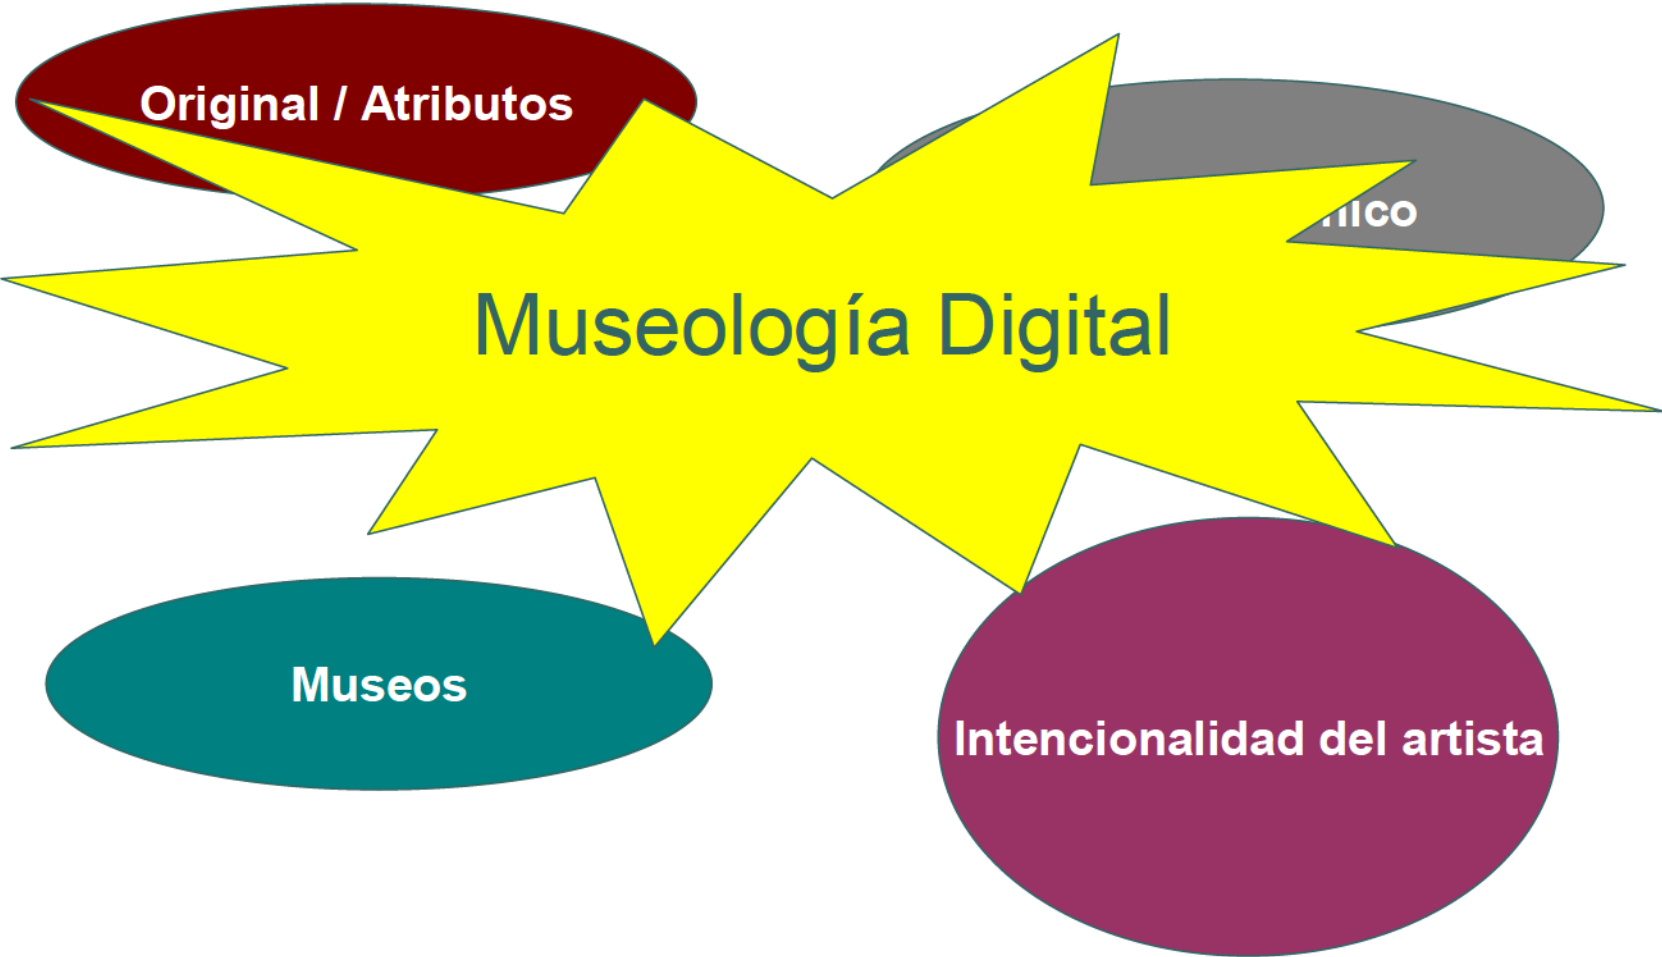 Original / Atributos
Museología Digital
Museos
Intencionalidad del artista